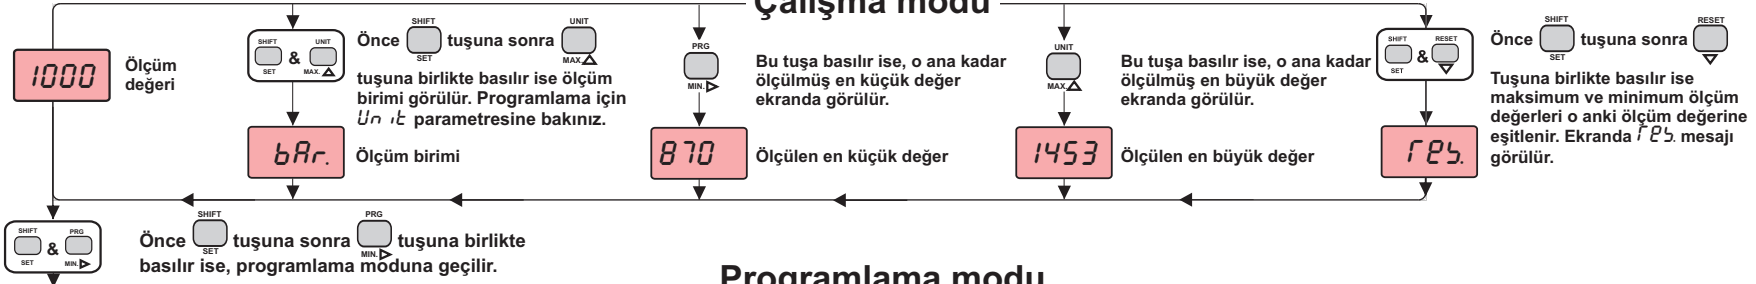 Çalışma modu
1000
Ölçüm
değeri
SHIFT
SET
&
UNIT
MAX.
SHIFT
UNIT
Önce tuşuna sonra
SET
MAX.
tuşuna birlikte basılır ise ölçüm
birimi görülür. Programlama için
Unit parametresine bakınız.
bAr.
Ölçüm birimi
PRG
MIN.
Bu tuşa basılır ise, o ana kadar
ölçülmüş en küçük değer
ekranda görülür.
870
Ölçülen en küçük değer
UNIT
MAX.
Bu tuşa basılır ise, o ana kadar
ölçülmüş en büyük değer
ekranda görülür.
1453
Ölçülen en büyük değer
SHIFT
SET
&
RESET
SHIFT
RESET
Önce tuşuna sonra
SET
Tuşuna birlikte basılır ise
maksimum ve minimum ölçüm
değerleri o anki ölçüm değerine
eşitlenir. Ekranda rES. mesajı
görülür.
rES.
SHIFT
SET
&
PRG
MIN.
SHIFT
PRG
Önce tuşuna sonra tuşuna birlikte
SET
MIN.
basılır ise, programlama moduna geçilir.
Programlama modu